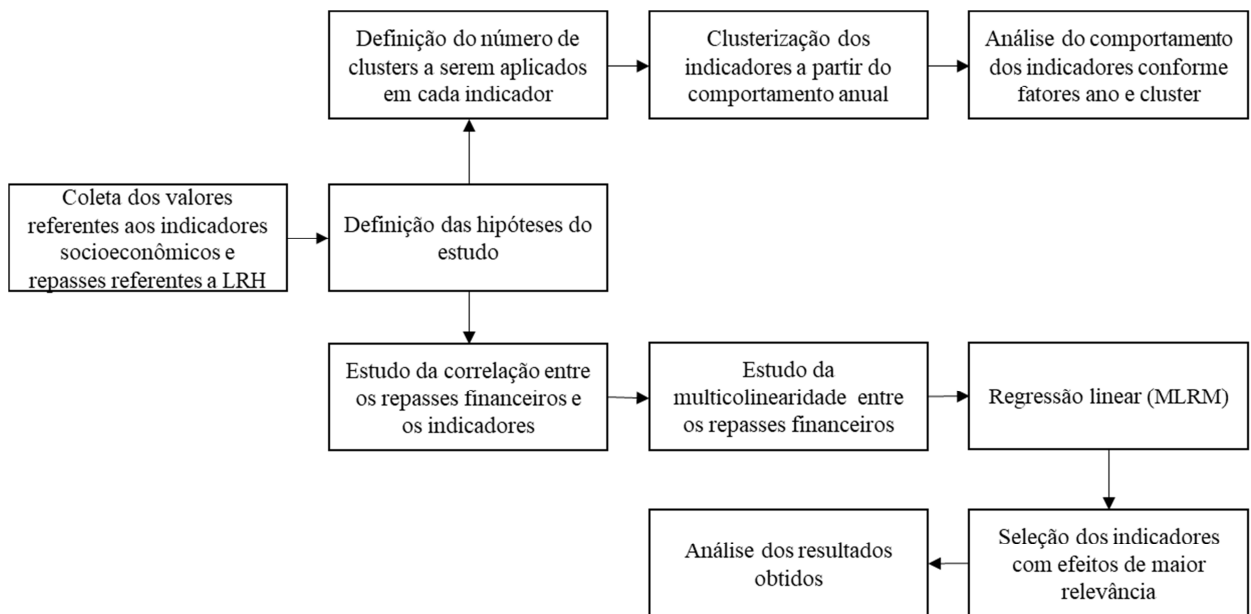 Definição do número de
clusters a serem aplicados
em cada indicador
Clusterização dos
indicadores a partir do
comportamento anual
Análise do comportamento
dos indicadores conforme
fatores ano e cluster
Coleta dos valores
referentes aos indicadores
socioeconômicos e
repasses referentes a LRH
Definição das hipóteses do
estudo
Estudo da correlação entre
os repasses financeiros e
os indicadores
Estudo da
multicolinearidade entre
os repasses financeiros
Regressão linear (MLRM)
Análise dos resultados
obtidos
Seleção dos indicadores
com efeitos de maior
relevância